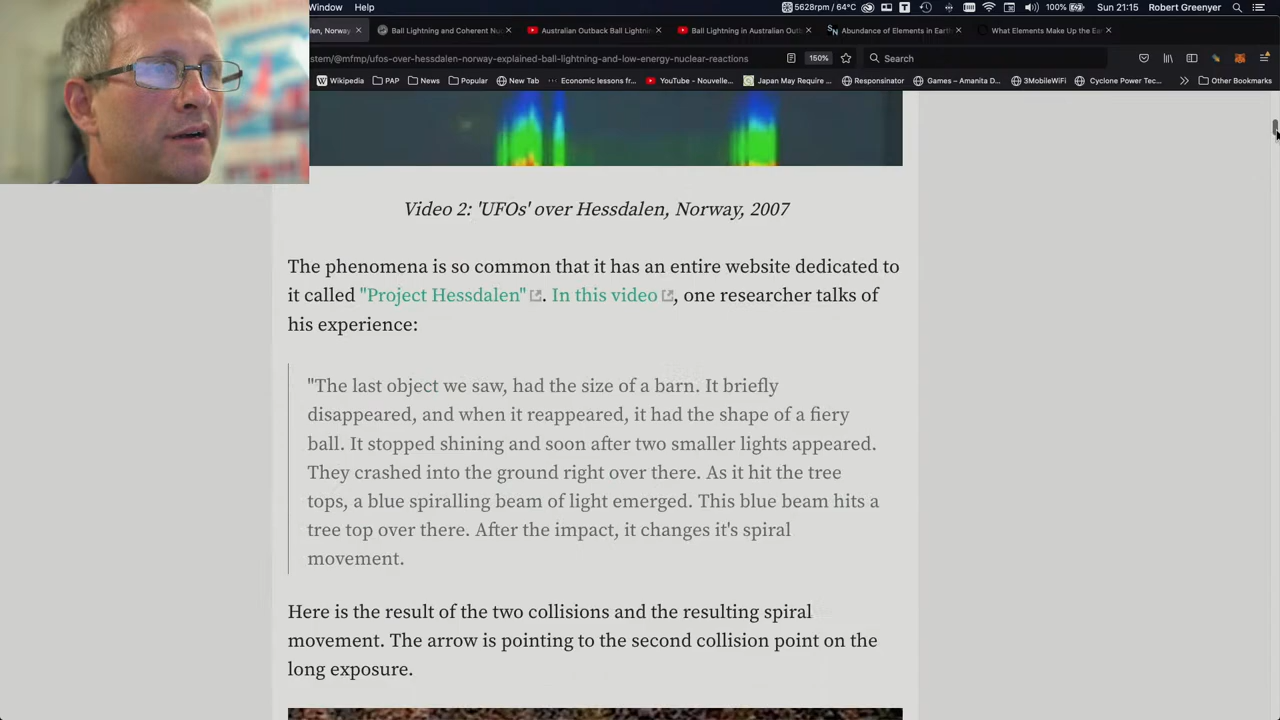 indow
Help
5628rpm / 64°C
Sun 21:15
Robert Greenyer
len, Norway
Ball Lightning and Coherent Nuc
Australian Outback Ball Lightnin
Ball Lightning in Australian Outb
Abundance of Elements in Earth
What Elements Make Up the Ear
stem/@mfmp/ufos-over-hessdalen-norway-explained-ball-lightning-and-low-energy-nuclear-reactions
150%
Search
Wikipedia
PAP
Money
News
Popular
New Tab
Economic lessons fr...
YouTube - Nouvelle...
Japan May Require ...
Responsinator
Games – Amanita D...
3MobileWiFi
Cyclone Power Tec...
Other Bookmarks
Video 2: 'UFOs' over Hessdalen, Norway, 2007
The phenomena is so common that it has an entire website dedicated to
it called "Project Hessdalen". In this video, one researcher talks of
his experience:
"The last object we saw, had the size of a barn. It briefly
disappeared, and when it reappeared, it had the shape of a fiery
ball. It stopped shining and soon after two smaller lights appeared.
They crashed into the ground right over there. As it hit the tree
tops, a blue spiralling beam of light emerged. This blue beam hits a
tree top over there. After the impact, it changes it's spiral
movement.
Here is the result of the two collisions and the resulting spiral
movement. The arrow is pointing to the second collision point on the
long exposure.